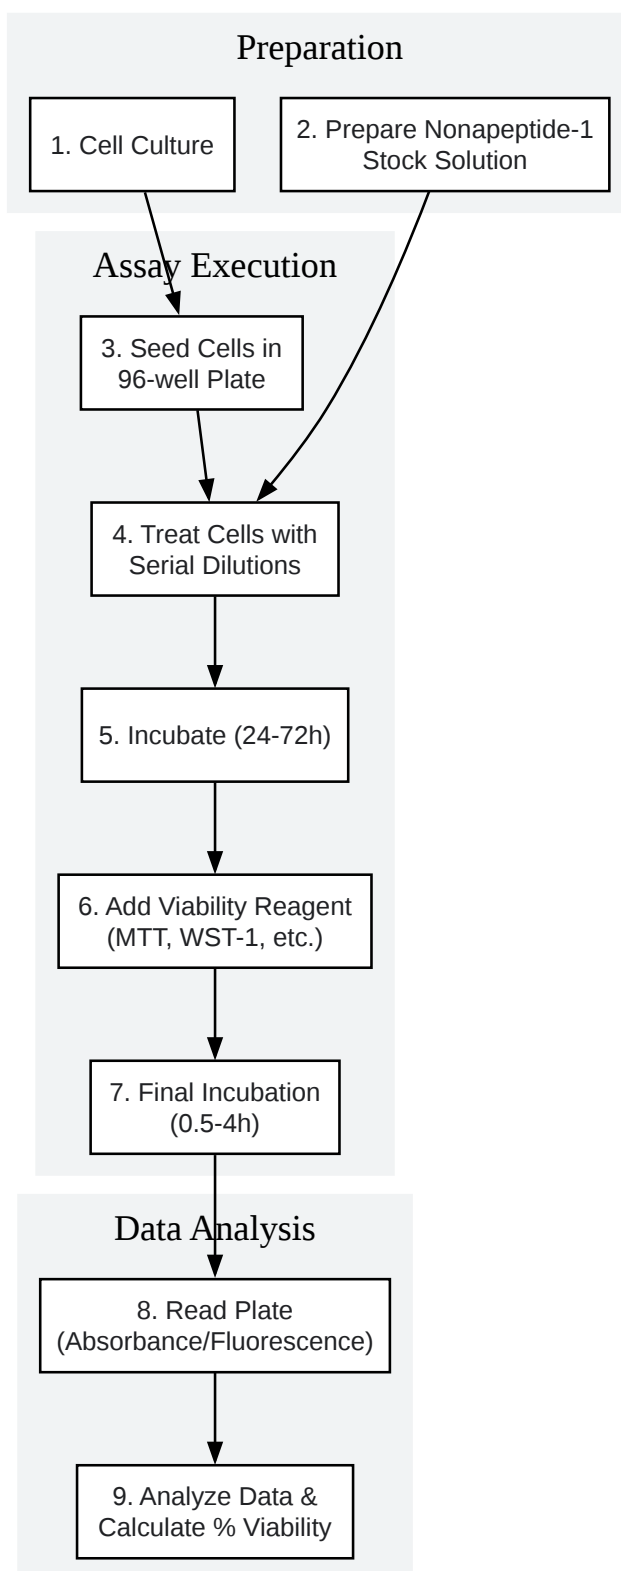 Preparation
1. Cell Culture
2. Prepare Nonapeptide-1
Stock Solution
Assay Execution
3. Seed Cells in
96-well Plate
4. Treat Cells with
Serial Dilutions
5. Incubate (24-72h)
6. Add Viability Reagent
(MTT, WST-1, etc.)
7. Final Incubation
(0.5-4h)
Data Analysis
8. Read Plate
(Absorbance/Fluorescence)
9. Analyze Data &
Calculate % Viability